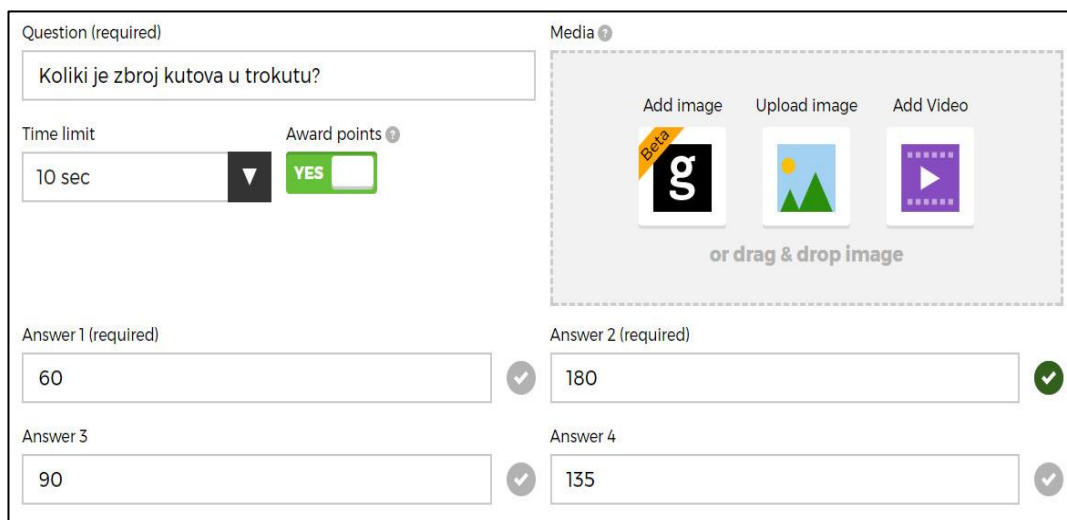 Question (required)
Koliki je zbroj kutova u trokutu?
Time limit
Award points ?
10 sec
YES
Media ?
Add image
Upload image
Add Video
Beta
g
or drag & drop image
Answer 1 (required)
60
Answer 2 (required)
180
Answer 3
90
Answer 4
135